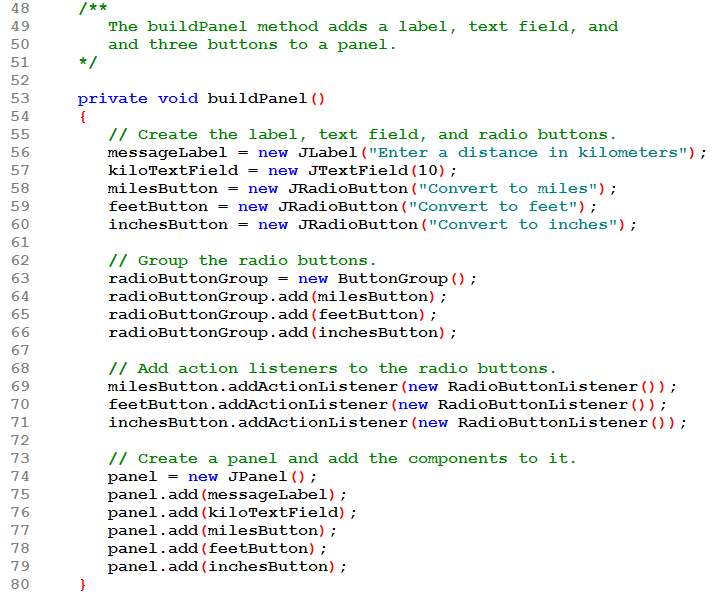 48 /**
49 The buildPanel method adds a label, text field, and
50 and three buttons to a panel.
51 */
52
53 private void buildPanel()
54 {
55 // Create the label, text field, and radio buttons.
56 messageLabel = new JLabel("Enter a distance in kilometers");
57 kiloTextField = new JTextField(10);
58 milesButton = new JRadioButton("Convert to miles");
59 feetButton = new JRadioButton("Convert to feet");
60 inchesButton = new JRadioButton("Convert to inches");
61
62 // Group the radio buttons.
63 radioButtonGroup = new ButtonGroup();
64 radioButtonGroup.add(milesButton);
65 radioButtonGroup.add(feetButton);
66 radioButtonGroup.add(inchesButton);
67
68 // Add action listeners to the radio buttons.
69 milesButton.addActionListener(new RadioButtonListener());
70 feetButton.addActionListener(new RadioButtonListener());
71 inchesButton.addActionListener(new RadioButtonListener());
72
73 // Create a panel and add the components to it.
74 panel = new JPanel();
75 panel.add(messageLabel);
76 panel.add(kiloTextField);
77 panel.add(milesButton);
78 panel.add(feetButton);
79 panel.add(inchesButton);
80 }